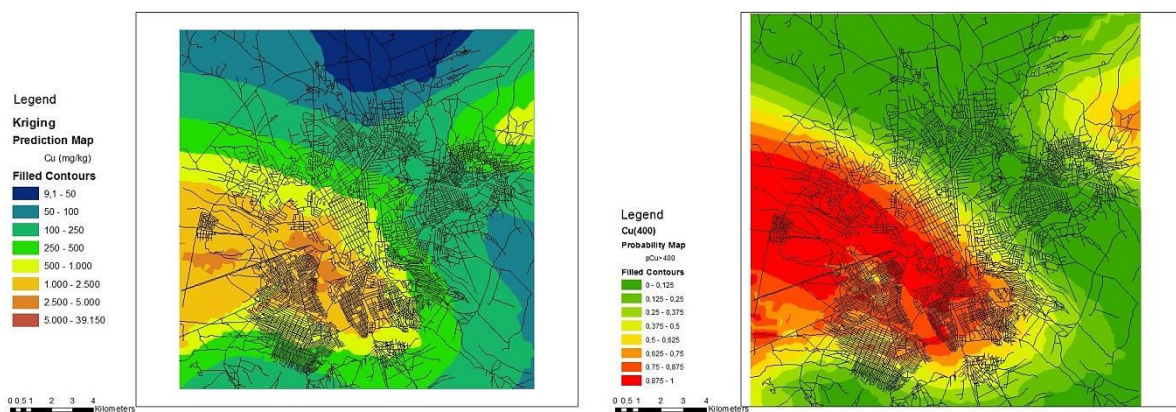 Legend
Kriging
Prediction Map
Cu (mg/kg)
Filled Contours
9,1 - 50
50 - 100
100 - 250
250 - 500
500 - 1.000
1.000 - 2.500
2.500 - 5.000
5.000 - 39.150
0 0,5 1 2 3 4
Kilometers
Legend
Cu(400)
Probability Map
pCu>400
Filled Contours
0 - 0,125
0,125 - 0,25
0,25 - 0,375
0,375 - 0,5
0,5 - 0,625
0,625 - 0,75
0,75 - 0,875
0,875 - 1
0 0,5 1 2 3 4
Kilometers